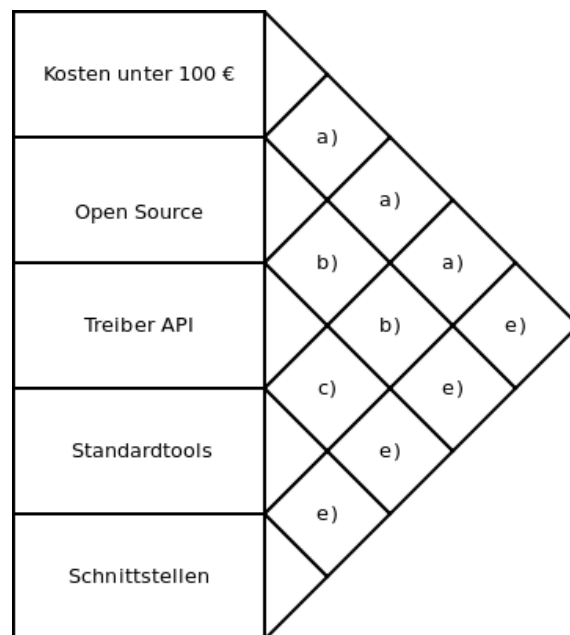 Kosten unter 100 €
a)
Open Source
a)
b)
a)
Treiber API
b)
e)
c)
e)
Standardtools
e)
e)
Schnittstellen